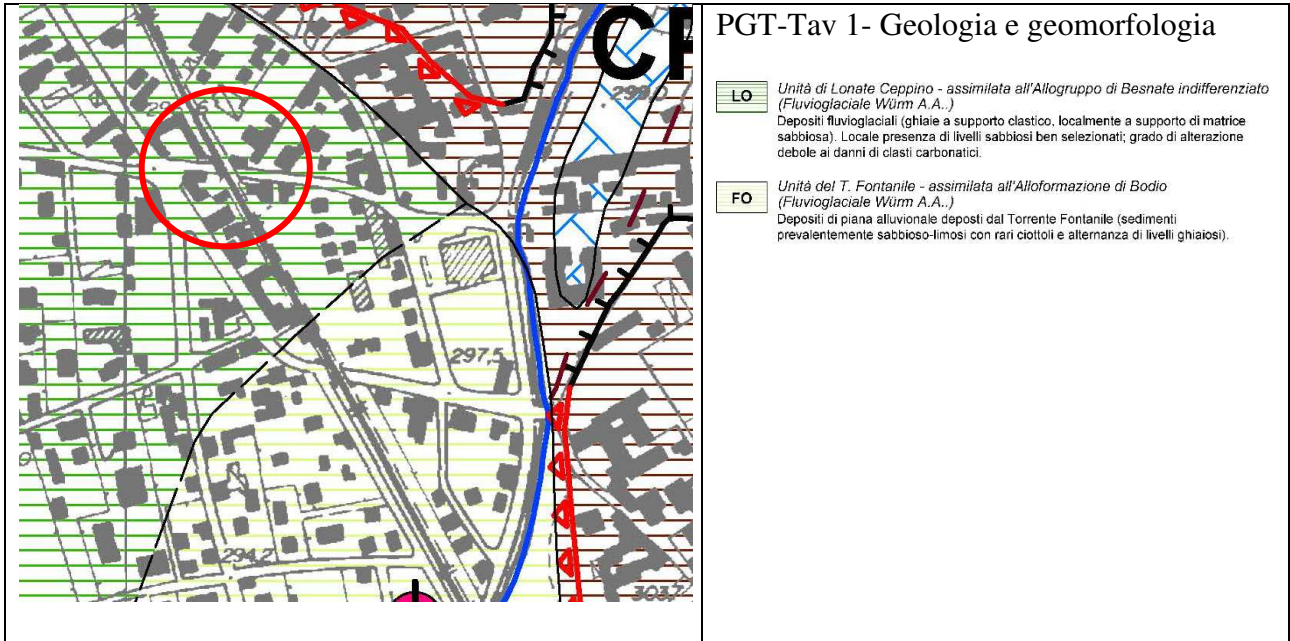 PGT-Tav 1- Geologia e geomorfologia
LO
Unità di Lonate Ceppino - assimilata all'Allogruppo di Besnate indifferenziato
(Fluvioglaciale Würm A.A..)
Depositi fluvioglaciali (ghiaie a supporto clastico, localmente a supporto di matrice
sabbiosa). Locale presenza di livelli sabbiosi ben selezionati; grado di alterazione
debole ai danni di clasti carbonatici.
FO
Unità del T. Fontanile - assimilata all'Alloformazione di Bodio
(Fluvioglaciale Würm A.A..)
Depositi di piana alluvionale deposti dal Torrente Fontanile (sedimenti
prevalentemente sabbioso-limosi con rari ciottoli e alternanza di livelli ghiaiosi).
299,0
297,5
294,2